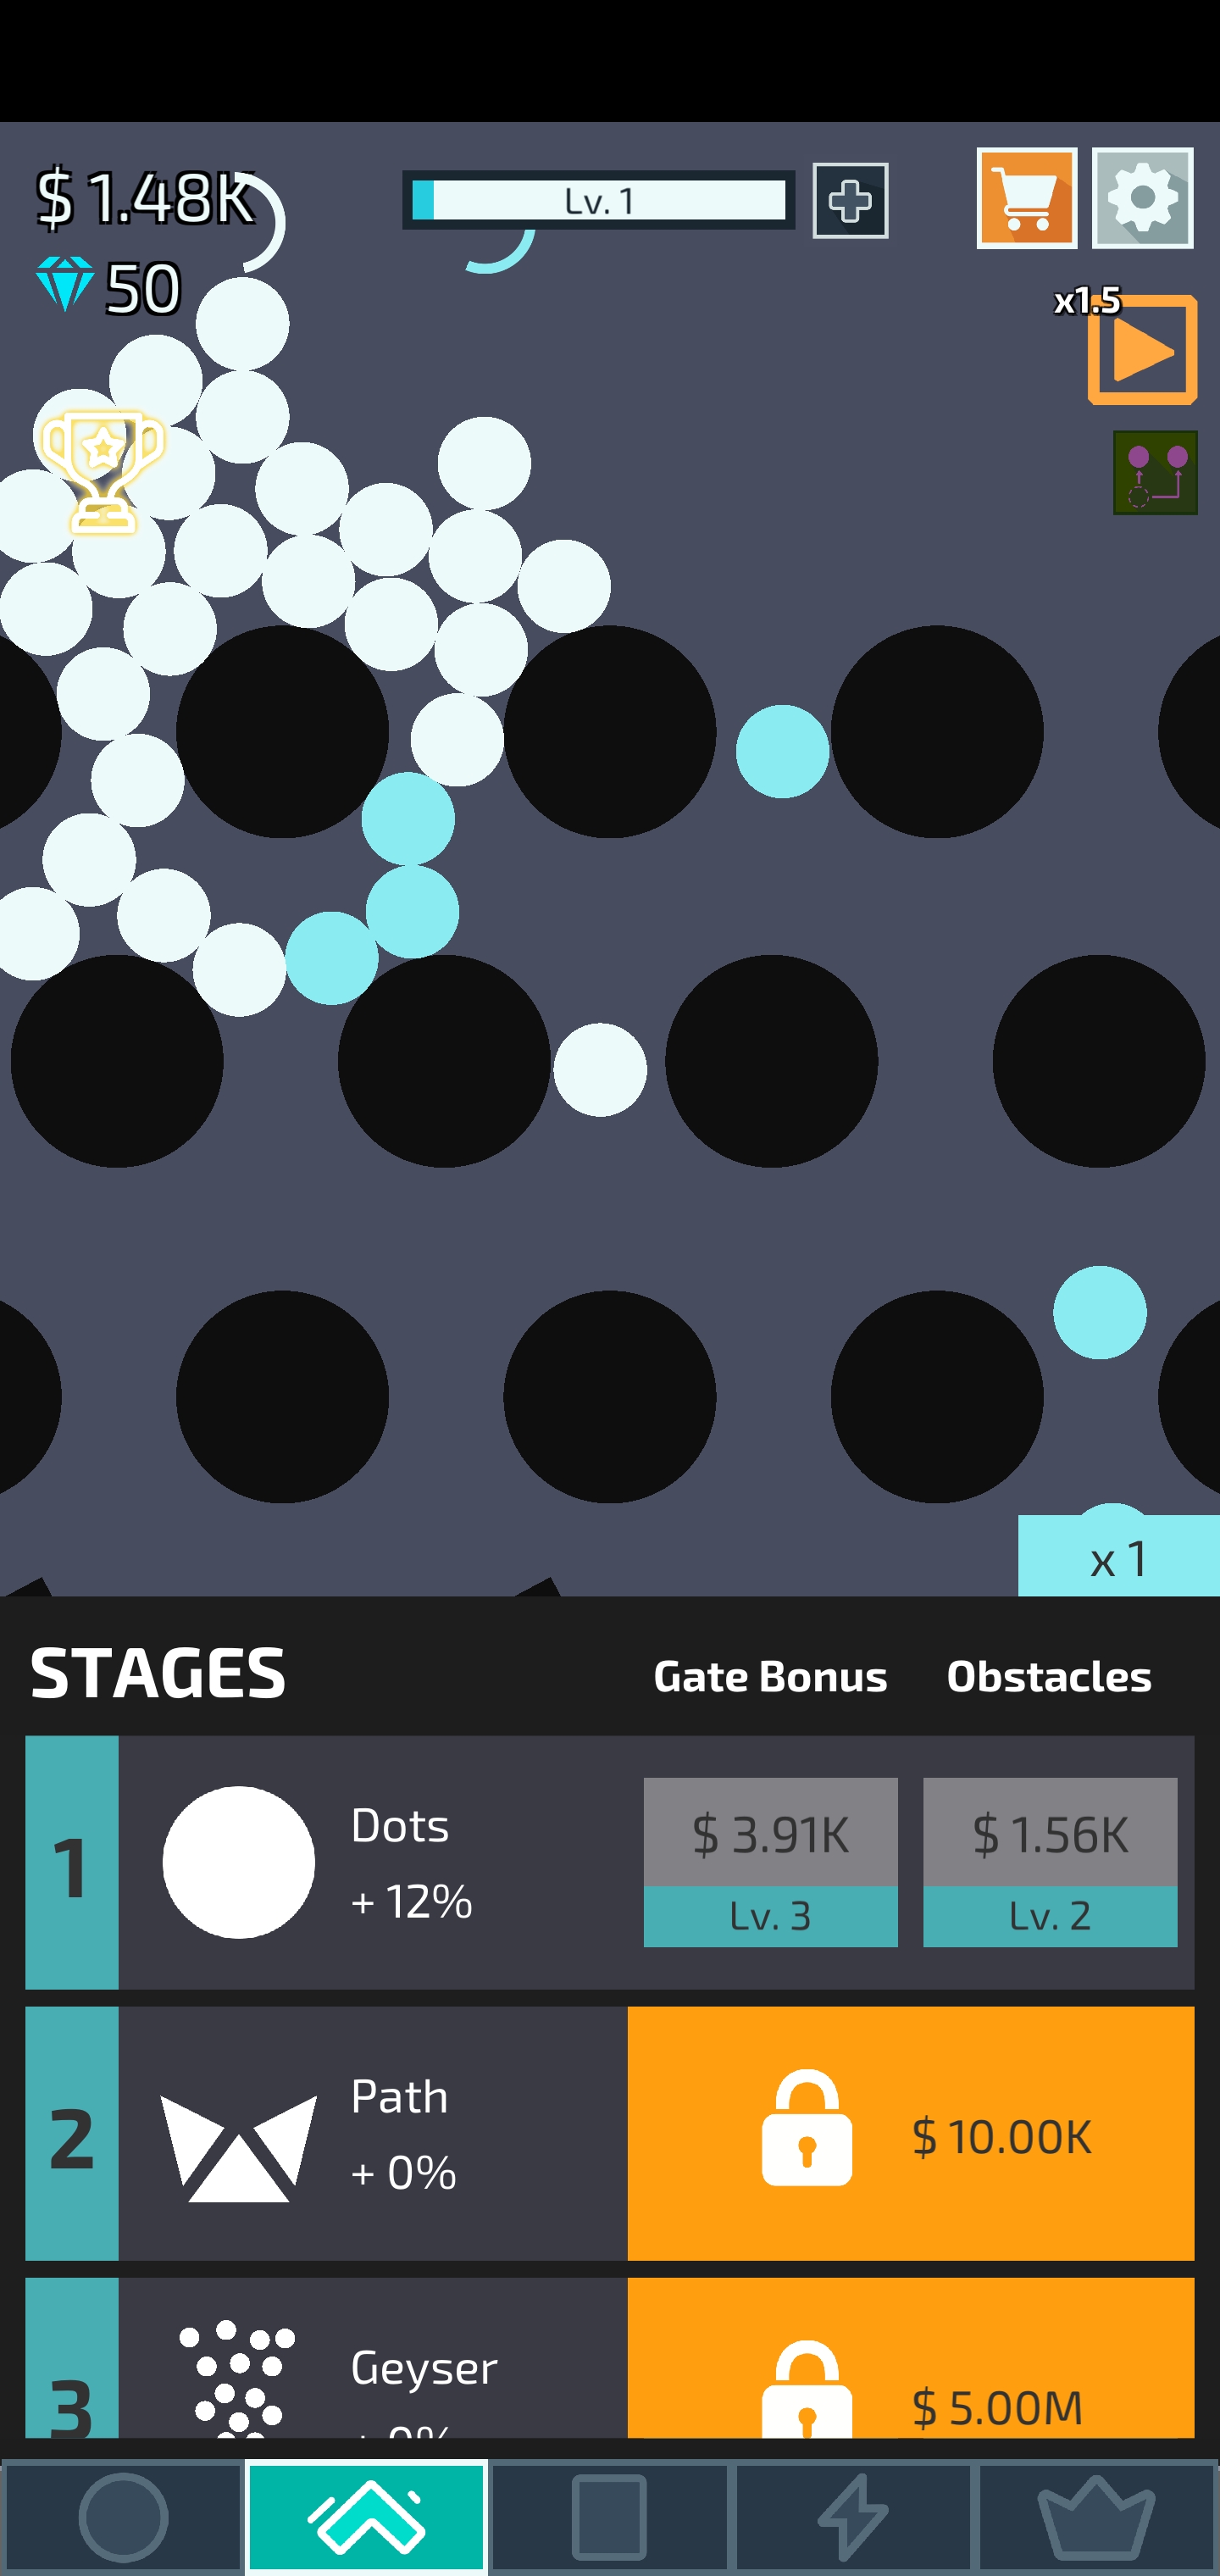 $ 1.48K
Lv. 1
50
x1.5
x 1
STAGES
Gate Bonus
Obstacles
1
Dots
+ 12%
$ 3.91K
Lv. 3
$ 1.56K
Lv. 2
2
Path
+ 0%
$ 10.00K
3
Geyser
+ 0%
$ 5.00M